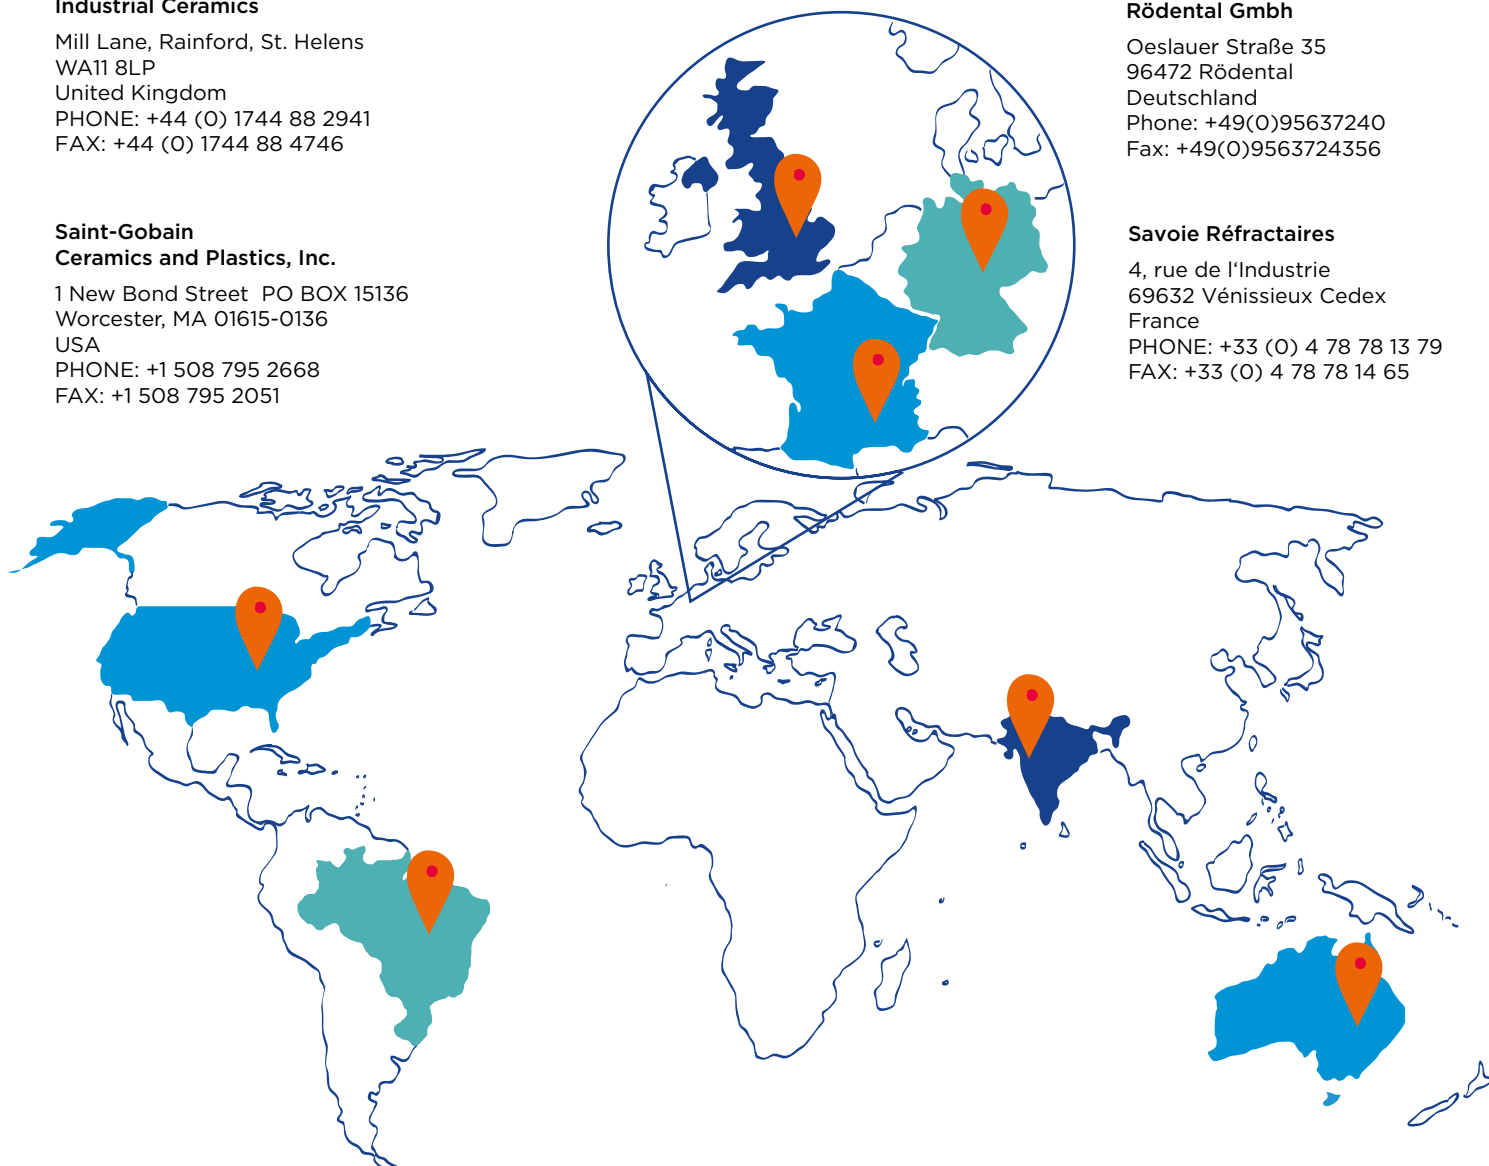 Industrial Ceramics
Mill Lane, Rainford, St. Helens
WA11 8LP
United Kingdom
PHONE: +44 (0) 1744 88 2941
FAX: +44 (0) 1744 88 4746
Saint-Gobain
Ceramics and Plastics, Inc.
1 New Bond Street  PO BOX 15136
Worcester, MA 01615-0136
USA
PHONE: +1 508 795 2668
FAX: +1 508 795 2051
Rödental Gmbh
Oeslauer Straße 35
96472 Rödental
Deutschland
Phone: +49(0)95637240
Fax: +49(0)9563724356
Savoie Réfractaires
4, rue de l‘Industrie
69632 Vénissieux Cedex
France
PHONE: +33 (0) 4 78 78 13 79
FAX: +33 (0) 4 78 78 14 65